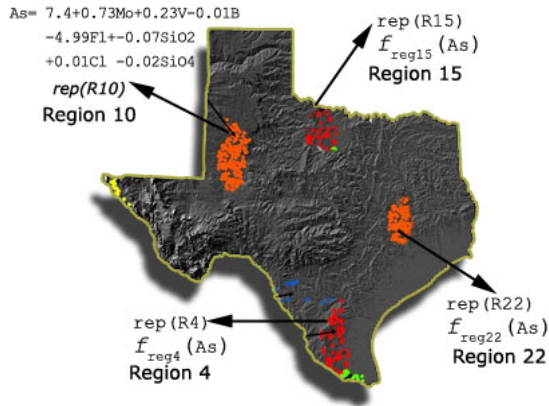 As= 7.4+0.73Mo+0.23V-0.01B
-4.99Fl+-0.07SiO2
+0.01Cl -0.02SiO4
rep(R10)
Region 10
rep(R15)
freg15(As)
Region 15
rep(R22)
freg22(As)
Region 22
rep(R4)
freg4(As)
Region 4